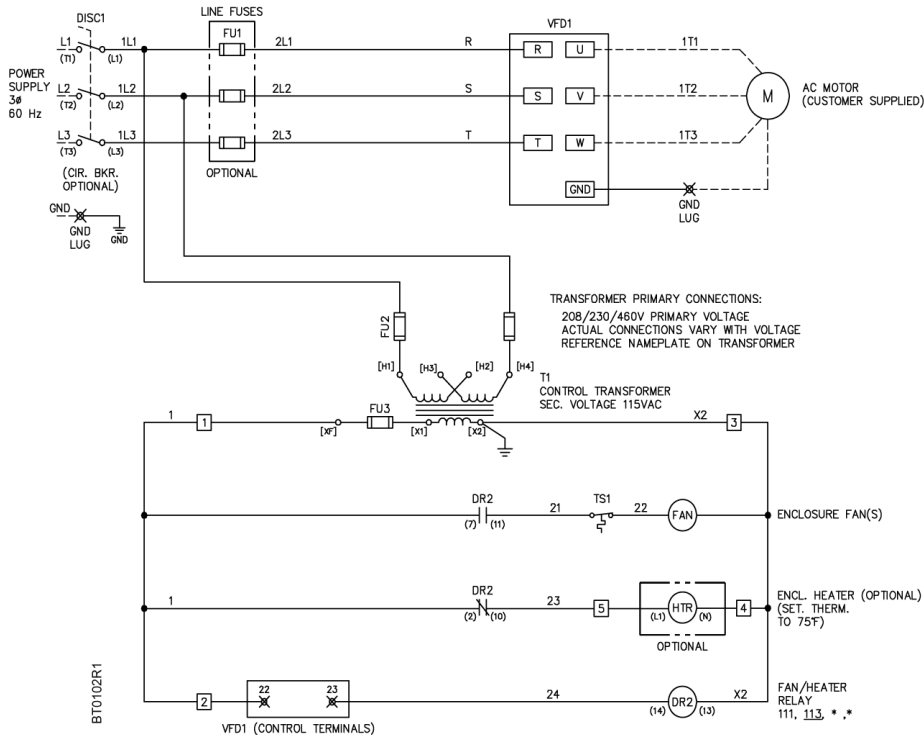 DISC1
LINE FUSES
FU1
VFD1
L1
(T1)
1L1
(L1)
2L1
R
R
U
1T1
POWER
SUPPLY
3ø
60 Hz
L2
(T2)
1L2
(L2)
2L2
S
S
V
1T2
M
AC MOTOR
(CUSTOMER SUPPLIED)
L3
(T3)
1L3
(L3)
2L3
T
T
W
1T3
(CIR. BKR.
OPTIONAL)
OPTIONAL
GND
GND
LUG
GND
GND
LUG
GND
TRANSFORMER PRIMARY CONNECTIONS:
208/230/460V PRIMARY VOLTAGE
ACTUAL CONNECTIONS VARY WITH VOLTAGE
REFERENCE NAMEPLATE ON TRANSFORMER
FU2
[H1]
[H3]
[H2]
[H4]
T1
CONTROL TRANSFORMER
SEC. VOLTAGE 115VAC
1
1
[XF]
FU3
[X1]
[X2]
X2
3
DR2
(7)
(11)
21
TS1
22
FAN
ENCLOSURE FAN(S)
1
DR2
(2)
(10)
23
5
(L1)
HTR
(N)
4
OPTIONAL
ENCL. HEATER (OPTIONAL)
(SET. THERM.
TO 75°F)
2
22
23
VFD1 (CONTROL TERMINALS)
24
(14)
DR2
(13)
X2
FAN/HEATER
RELAY
111, 113, * ,*
BT0102R1